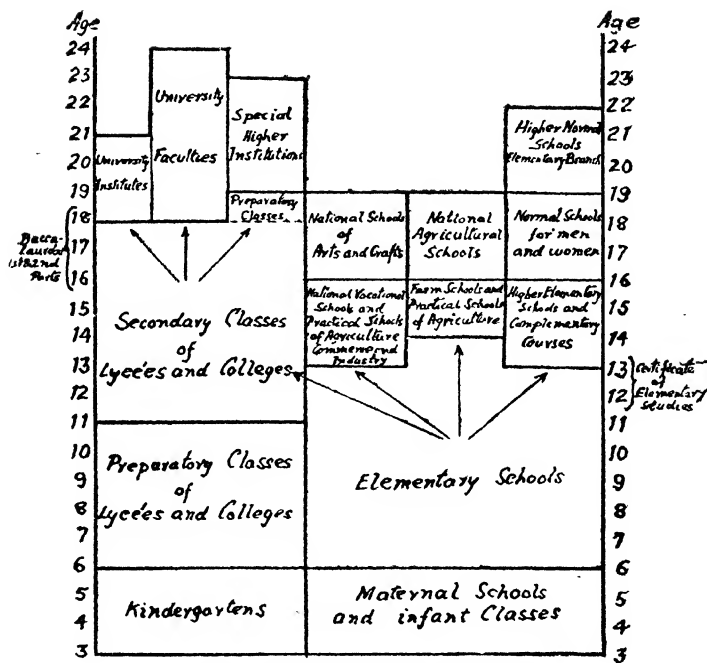 Age
24
23
22
21
20
19
18
17
16
15
14
13
12
11
10
9
8
7
6
5
4
3
Bacca-
laureat
1st&2nd
Parts
University
Institutes
University
Faculties
Special
Higher
Institutions
Preparatory
Classes
Secondary Classes
of
Lycées and Colleges
Preparatory Classes
of
Lycées and Colleges
Kindergartens
National Schools
of
Arts and Crafts
National
Agricultural
Schools
Higher Normal
Schools
Elementary Branch
Normal Schools
for men
and women
National Vocational
Schools and
Practical Schools
of Agriculture
Commerce and
Industry
Farm Schools and
Practical Schools
of Agriculture
Higher Elementary
Schools and
Complementary
Courses
Elementary Schools
Maternal Schools
and infant Classes
Age
24
23
22
21
20
19
18
17
16
15
14
13
12
11
10
9
8
7
6
5
4
3
Certificate
of
Elementary
Studies